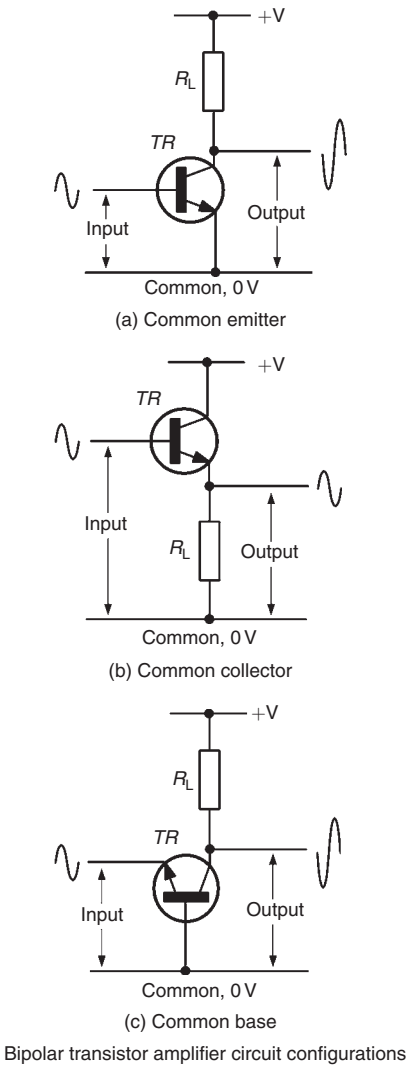 +V
R_L
TR
Input
Output
Common, 0 V
(a) Common emitter
+V
TR
Input
R_L
Output
Common, 0 V
(b) Common collector
+V
R_L
TR
Input
Output
Common, 0 V
(c) Common base
Bipolar transistor amplifier circuit configurations